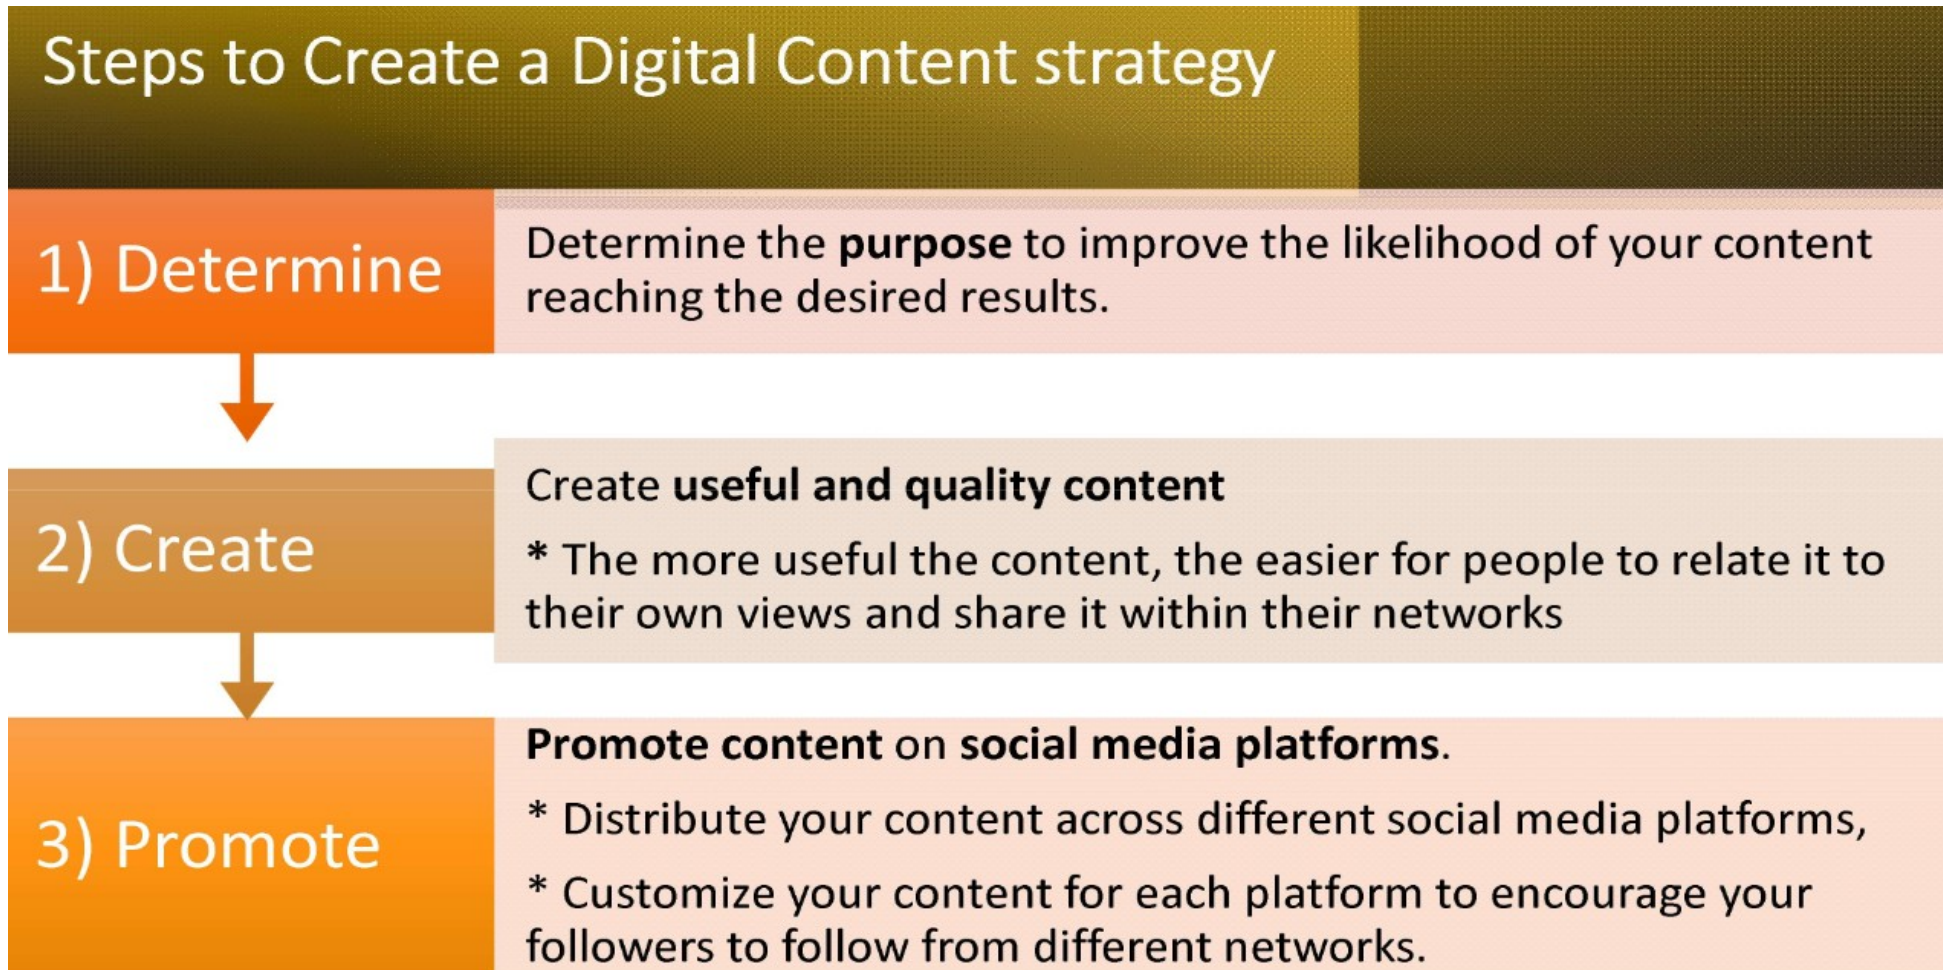 Steps to Create a Digital Content strategy
1) Determine
Determine the purpose to improve the likelihood of your content
reaching the desired results.
2) Create
Create useful and quality content
* The more useful the content, the easier for people to relate it to
their own views and share it within their networks
3) Promote
Promote content on social media platforms.
* Distribute your content across different social media platforms,
* Customize your content for each platform to encourage your
followers to follow from different networks.